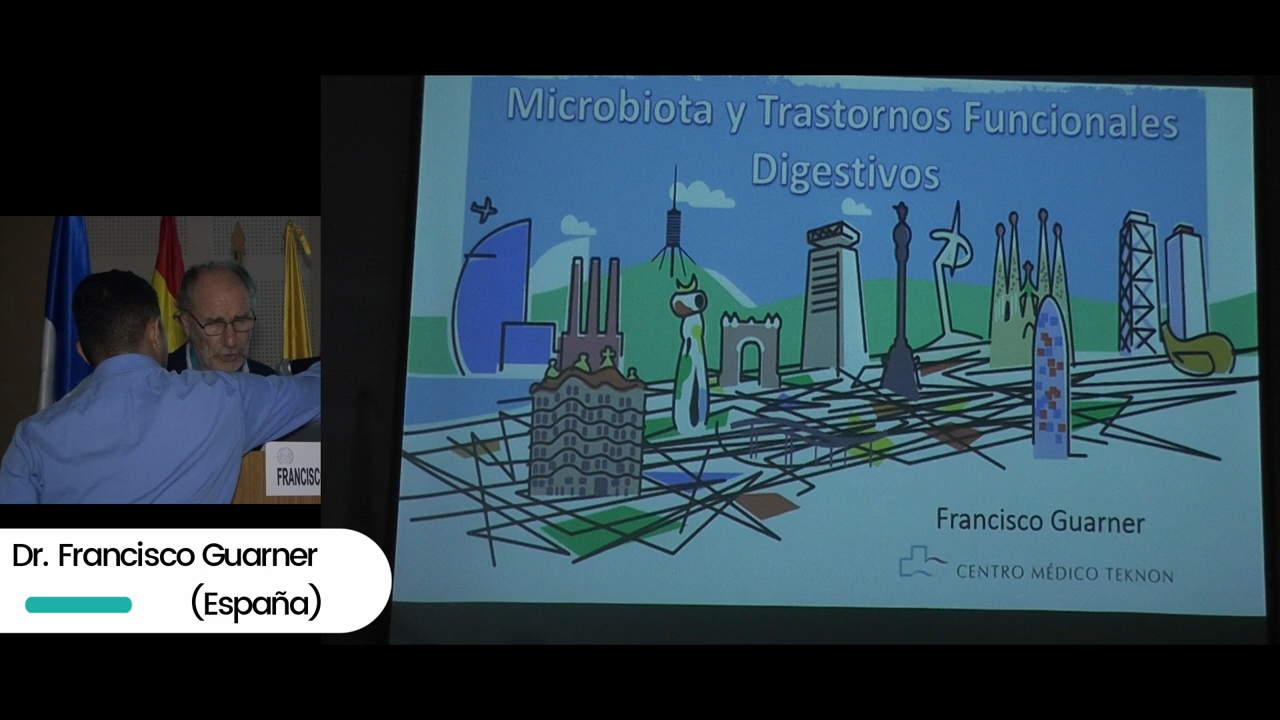 Microbiota y Trastornos Funcionales
Digestivos
Francisco Guarner
CENTRO MÉDICO TEKNON
FRANCISC
Dr. Francisco Guarner
(España)